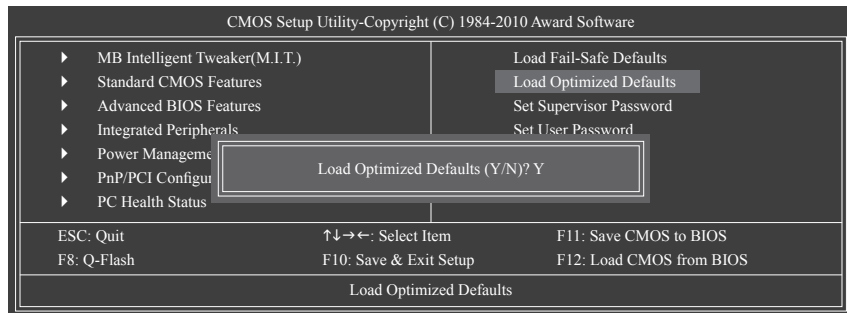 CMOS Setup Utility-Copyright (C) 1984-2010 Award Software
MB Intelligent Tweaker(M.I.T.)
Standard CMOS Features
Advanced BIOS Features
Integrated Peripherals
Power Manageme
PnP/PCI Configur
PC Health Status
Load Fail-Safe Defaults
Load Optimized Defaults
Set Supervisor Password
Set User Password
Load Optimized Defaults (Y/N)? Y
ESC: Quit ↑↓→←: Select Item F11: Save CMOS to BIOS
F8: Q-Flash F10: Save & Exit Setup F12: Load CMOS from BIOS
Load Optimized Defaults